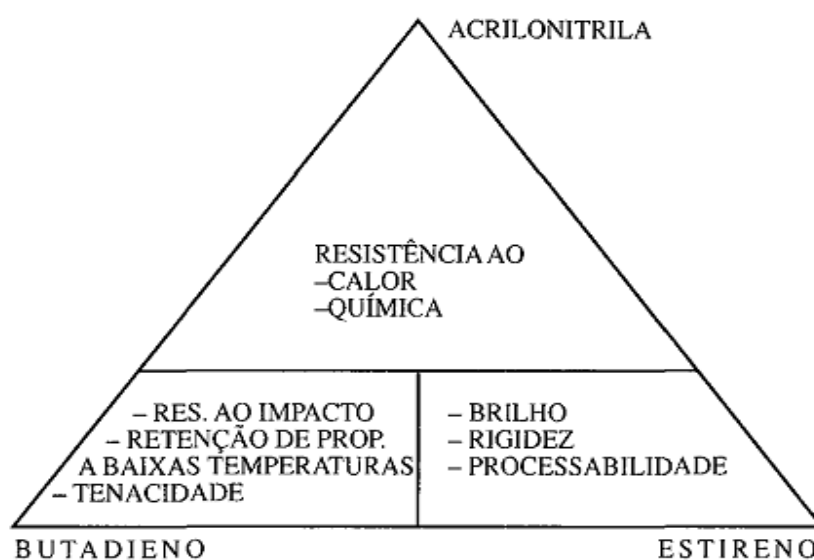 ACRILONITRILA
RESISTÊNCIA AO
–CALOR
–QUÍMICA
– RES. AO IMPACTO
– RETENÇÃO DE PROP.
A BAIXAS TEMPERATURAS
– TENACIDADE
– BRILHO
– RIGIDEZ
– PROCESSABILIDADE
BUTADIENO
ESTIRENO